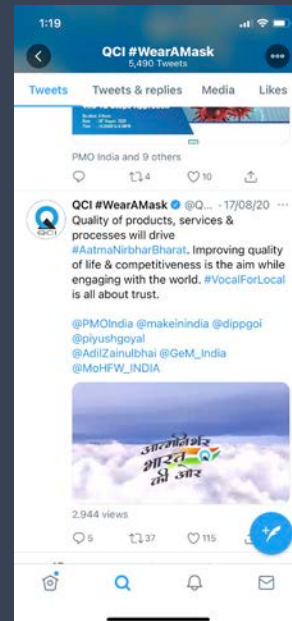 1:19
QCI #WearAMask
5,490 Tweets
Tweets Tweets & replies Media Likes
PMO India and 9 others
4 10
QCI #WearAMask @Q... · 17/08/20
Quality of products, services &
processes will drive
#AatmaNirbharBharat. Improving quality
of life & competitiveness is the aim while
engaging with the world. #VocalForLocal
is all about trust.
@PMOIndia @makeinindia @dippgoi
@piyushgoyal
@AdilZainulbhai @GeM_India
@MoHFW_INDIA
QCI
आत्मनिर्भर
भारत
की ओर
2,944 views
5 37 115